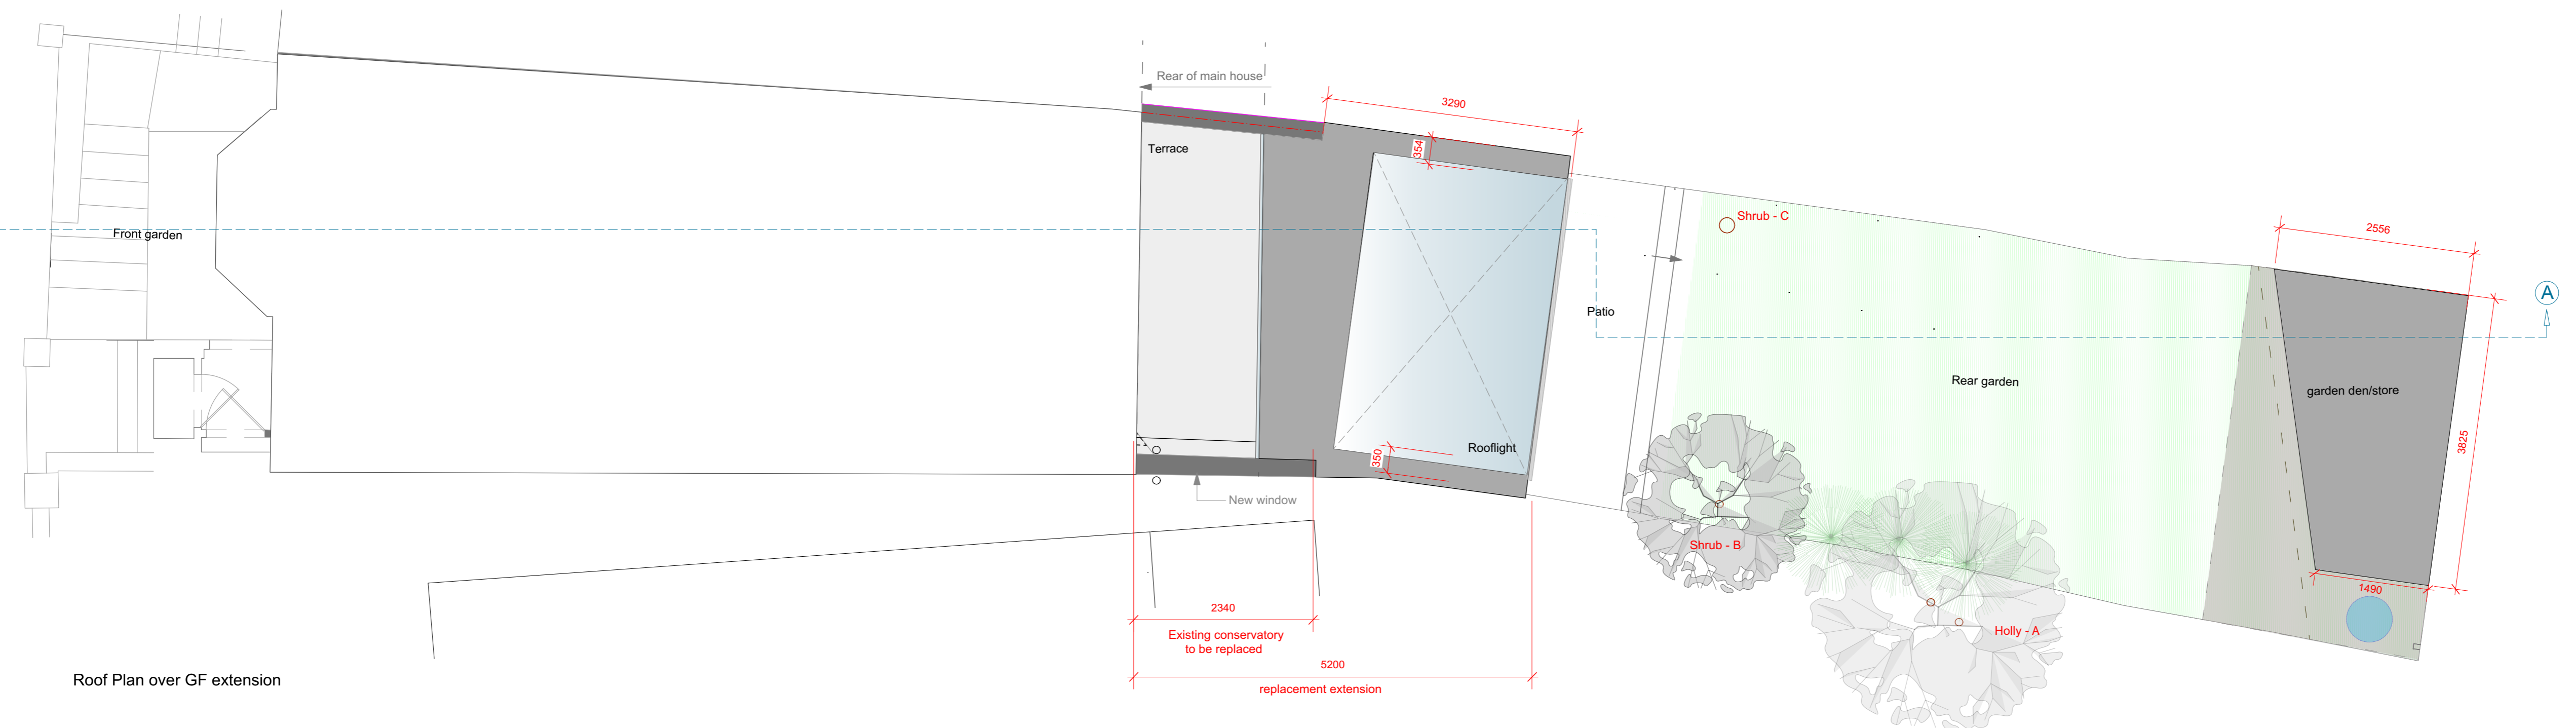 Rear of main house
3290
Terrace
354
Shrub - C
Front garden
2556
A
Patio
Rear garden
garden den/store
3825
Rooflight
350
New window
Shrub - B
1490
2340
Holly - A
Existing conservatory
to be replaced
5200
replacement extension
Roof Plan over GF extension